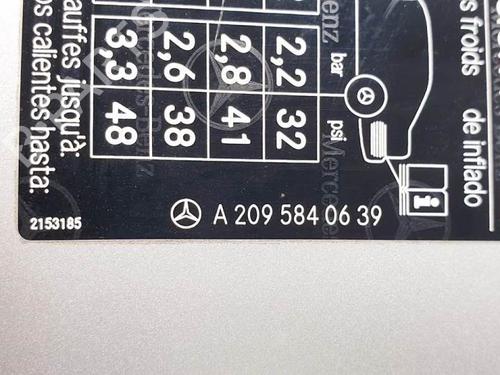 auffés jusqu'à:
os calientes hasta:
3,3
48
2,6
38
2,8
41
2,2
32
bar
psi
s froids
de inflado
2153185
A 209 584 06 39